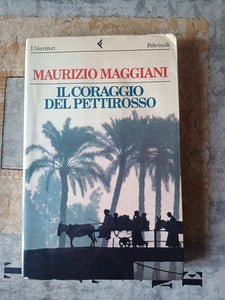 I Narratori
Feltrinelli
MAURIZIO MAGGIANI
IL CORAGGIO
DEL PETTIROSSO